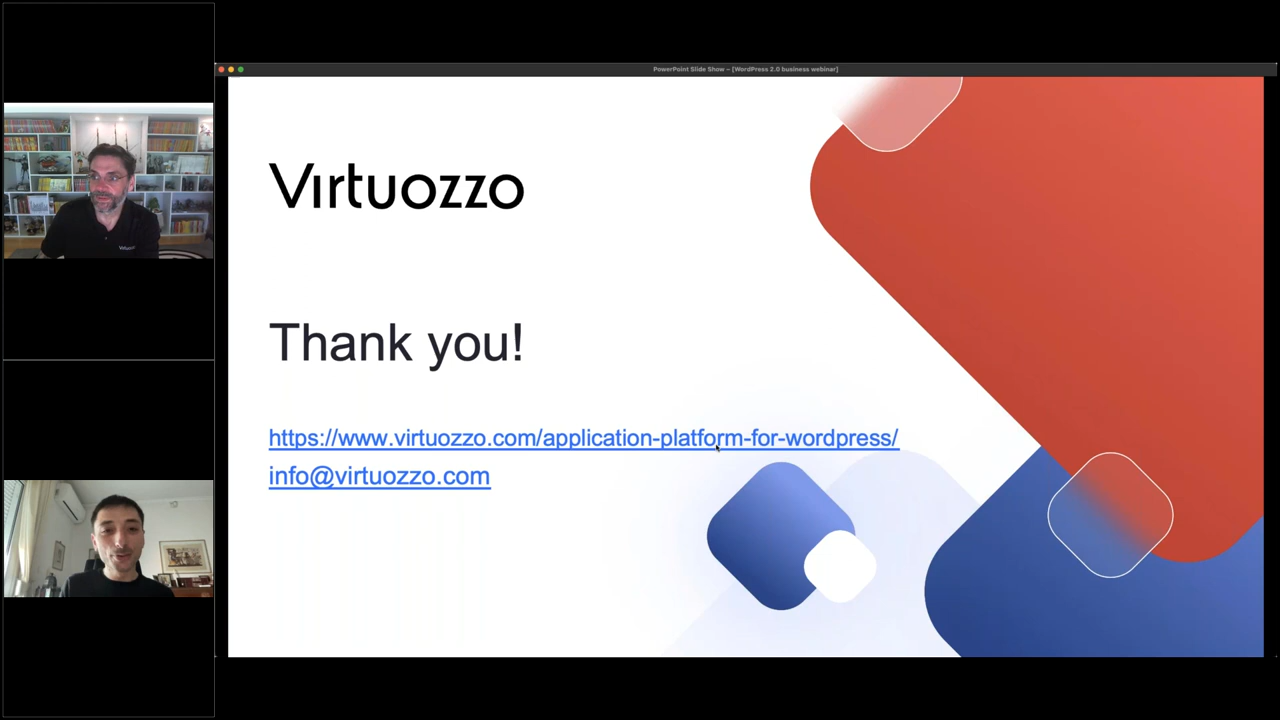 PowerPoint Slide Show – [WordPress 2.0 business webinar]
Virtuozzo
Thank you!
https://www.virtuozzo.com/application-platform-for-wordpress/
info@virtuozzo.com